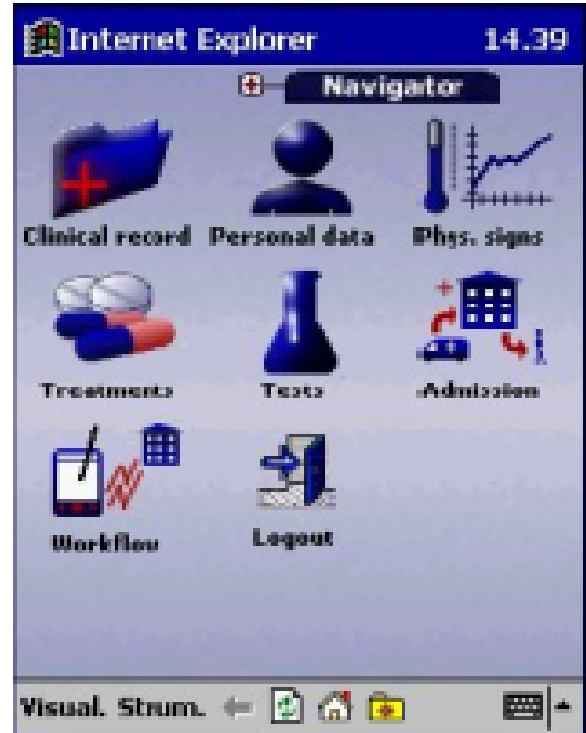 Internet Explorer 14.39
Navigator
Clinical record Personal data Phys. signs
Treatments Tests Admission
Workflow Logout
Visual. Strum.